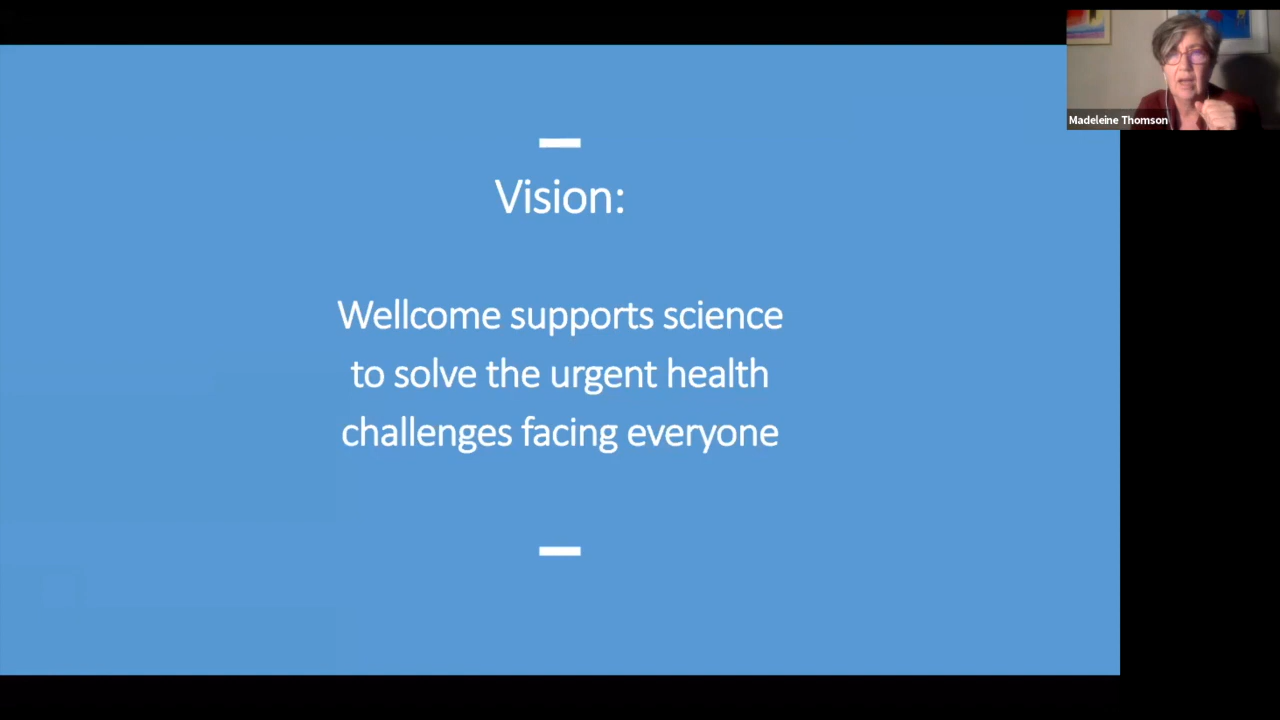 Madeleine Thomson
Vision:
Wellcome supports science
to solve the urgent health
challenges facing everyone